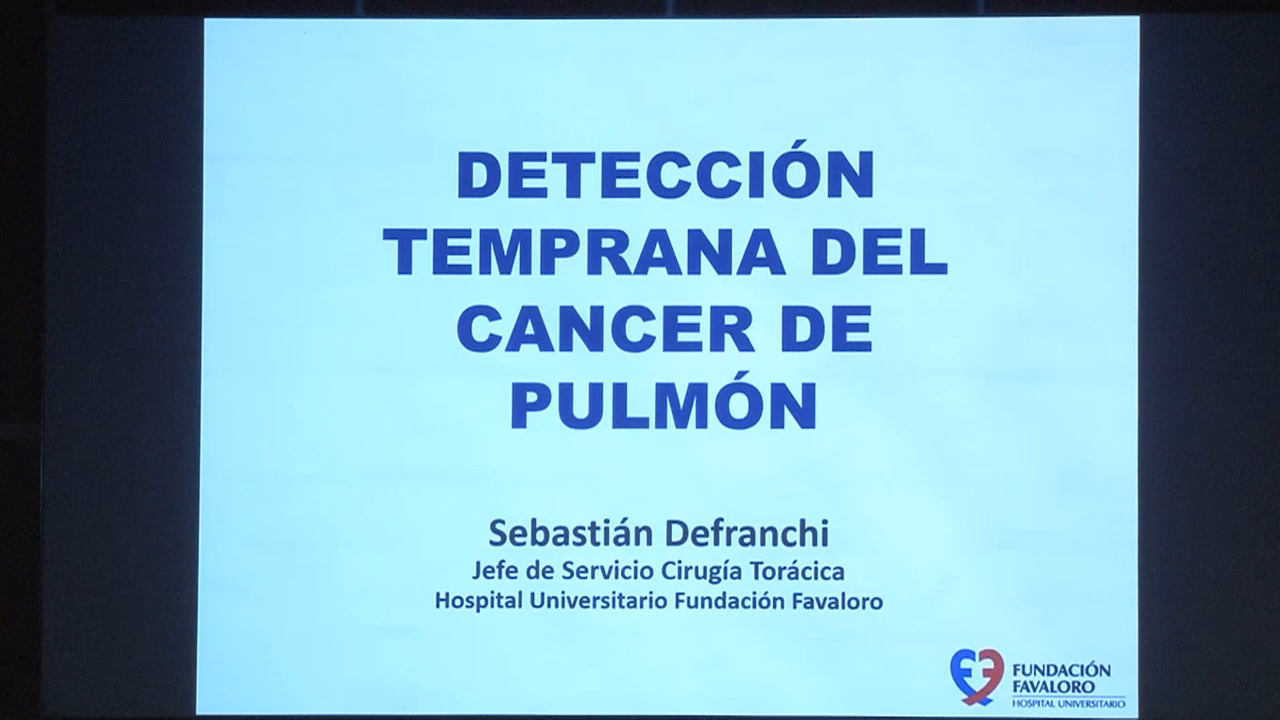 DETECCIÓN
TEMPRANA DEL
CANCER DE
PULMÓN
Sebastián Defranchi
Jefe de Servicio Cirugía Torácica
Hospital Universitario Fundación Favaloro
FUNDACIÓN
FAVALORO
HOSPITAL UNIVERSITARIO